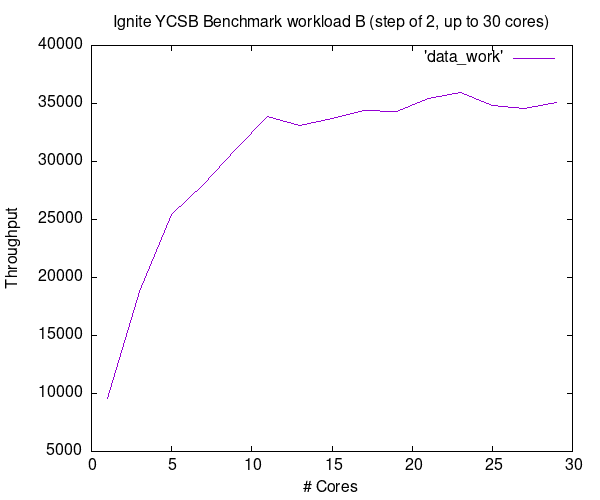 Ignite YCSB Benchmark workload B (step of 2, up to 30 cores)
40000
'data_work'
35000
30000
25000
20000
15000
10000
5000
Throughput
0 5 10 15 20 25 30
# Cores